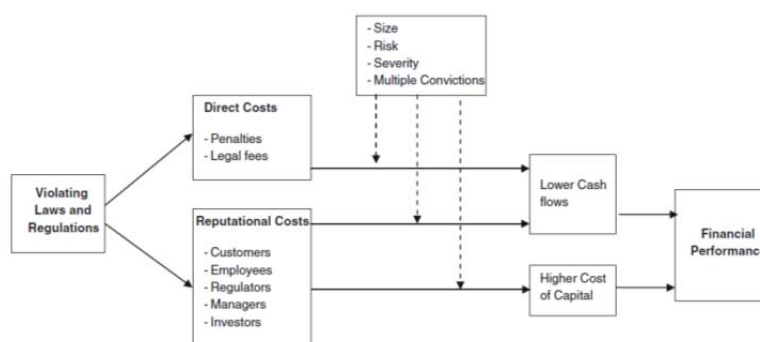 - Size
- Risk
- Severity
- Multiple Convictions
Direct Costs
- Penalties
- Legal fees
Violating
Laws and
Regulations
Reputational Costs
- Customers
- Employees
- Regulators
- Managers
- Investors
Lower Cash
flows
Higher Cost
of Capital
Financial
Performance